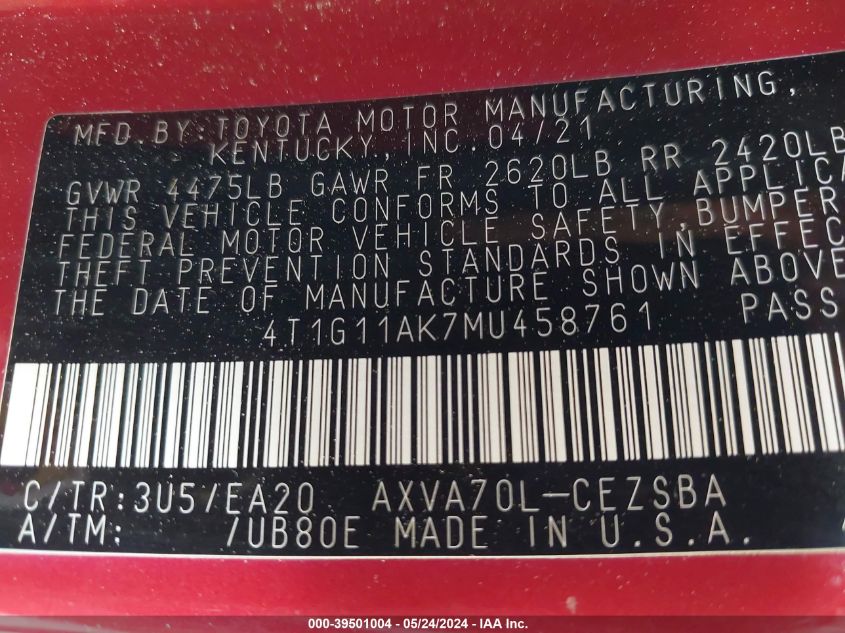 MFD. BY: TOYOTA MOTOR MANUFACTURING,
KENTUCKY, INC. 04/21
GVWR 4475LB GAWR FR 2620LB RR 2420LB
THIS VEHICLE CONFORMS TO ALL APPLICA
FEDERAL MOTOR VEHICLE SAFETY, BUMPER
THEFT PREVENTION STANDARDS IN EFFEC
THE DATE OF MANUFACTURE SHOWN ABOVE
4T1G11AK7MU458761 PASS
C/TR: 3U5/EA20 AXVA70L-CEZSBA
A/TM: /UB80E MADE IN U.S.A.
000-39501004 - 05/24/2024 - IAA Inc.